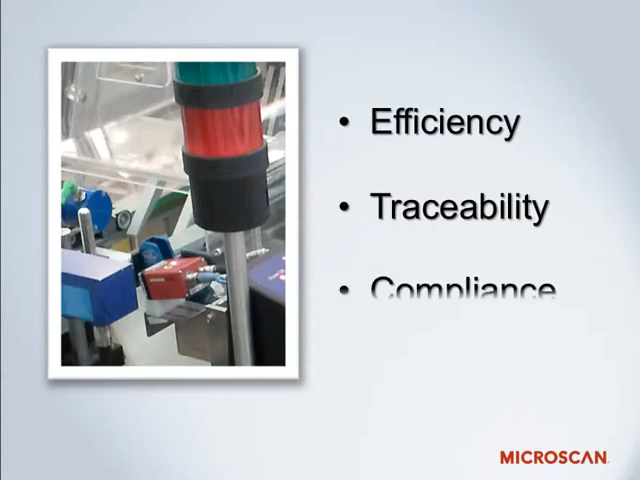 • Efficiency
• Traceability
• Compliance
MICROSCAN